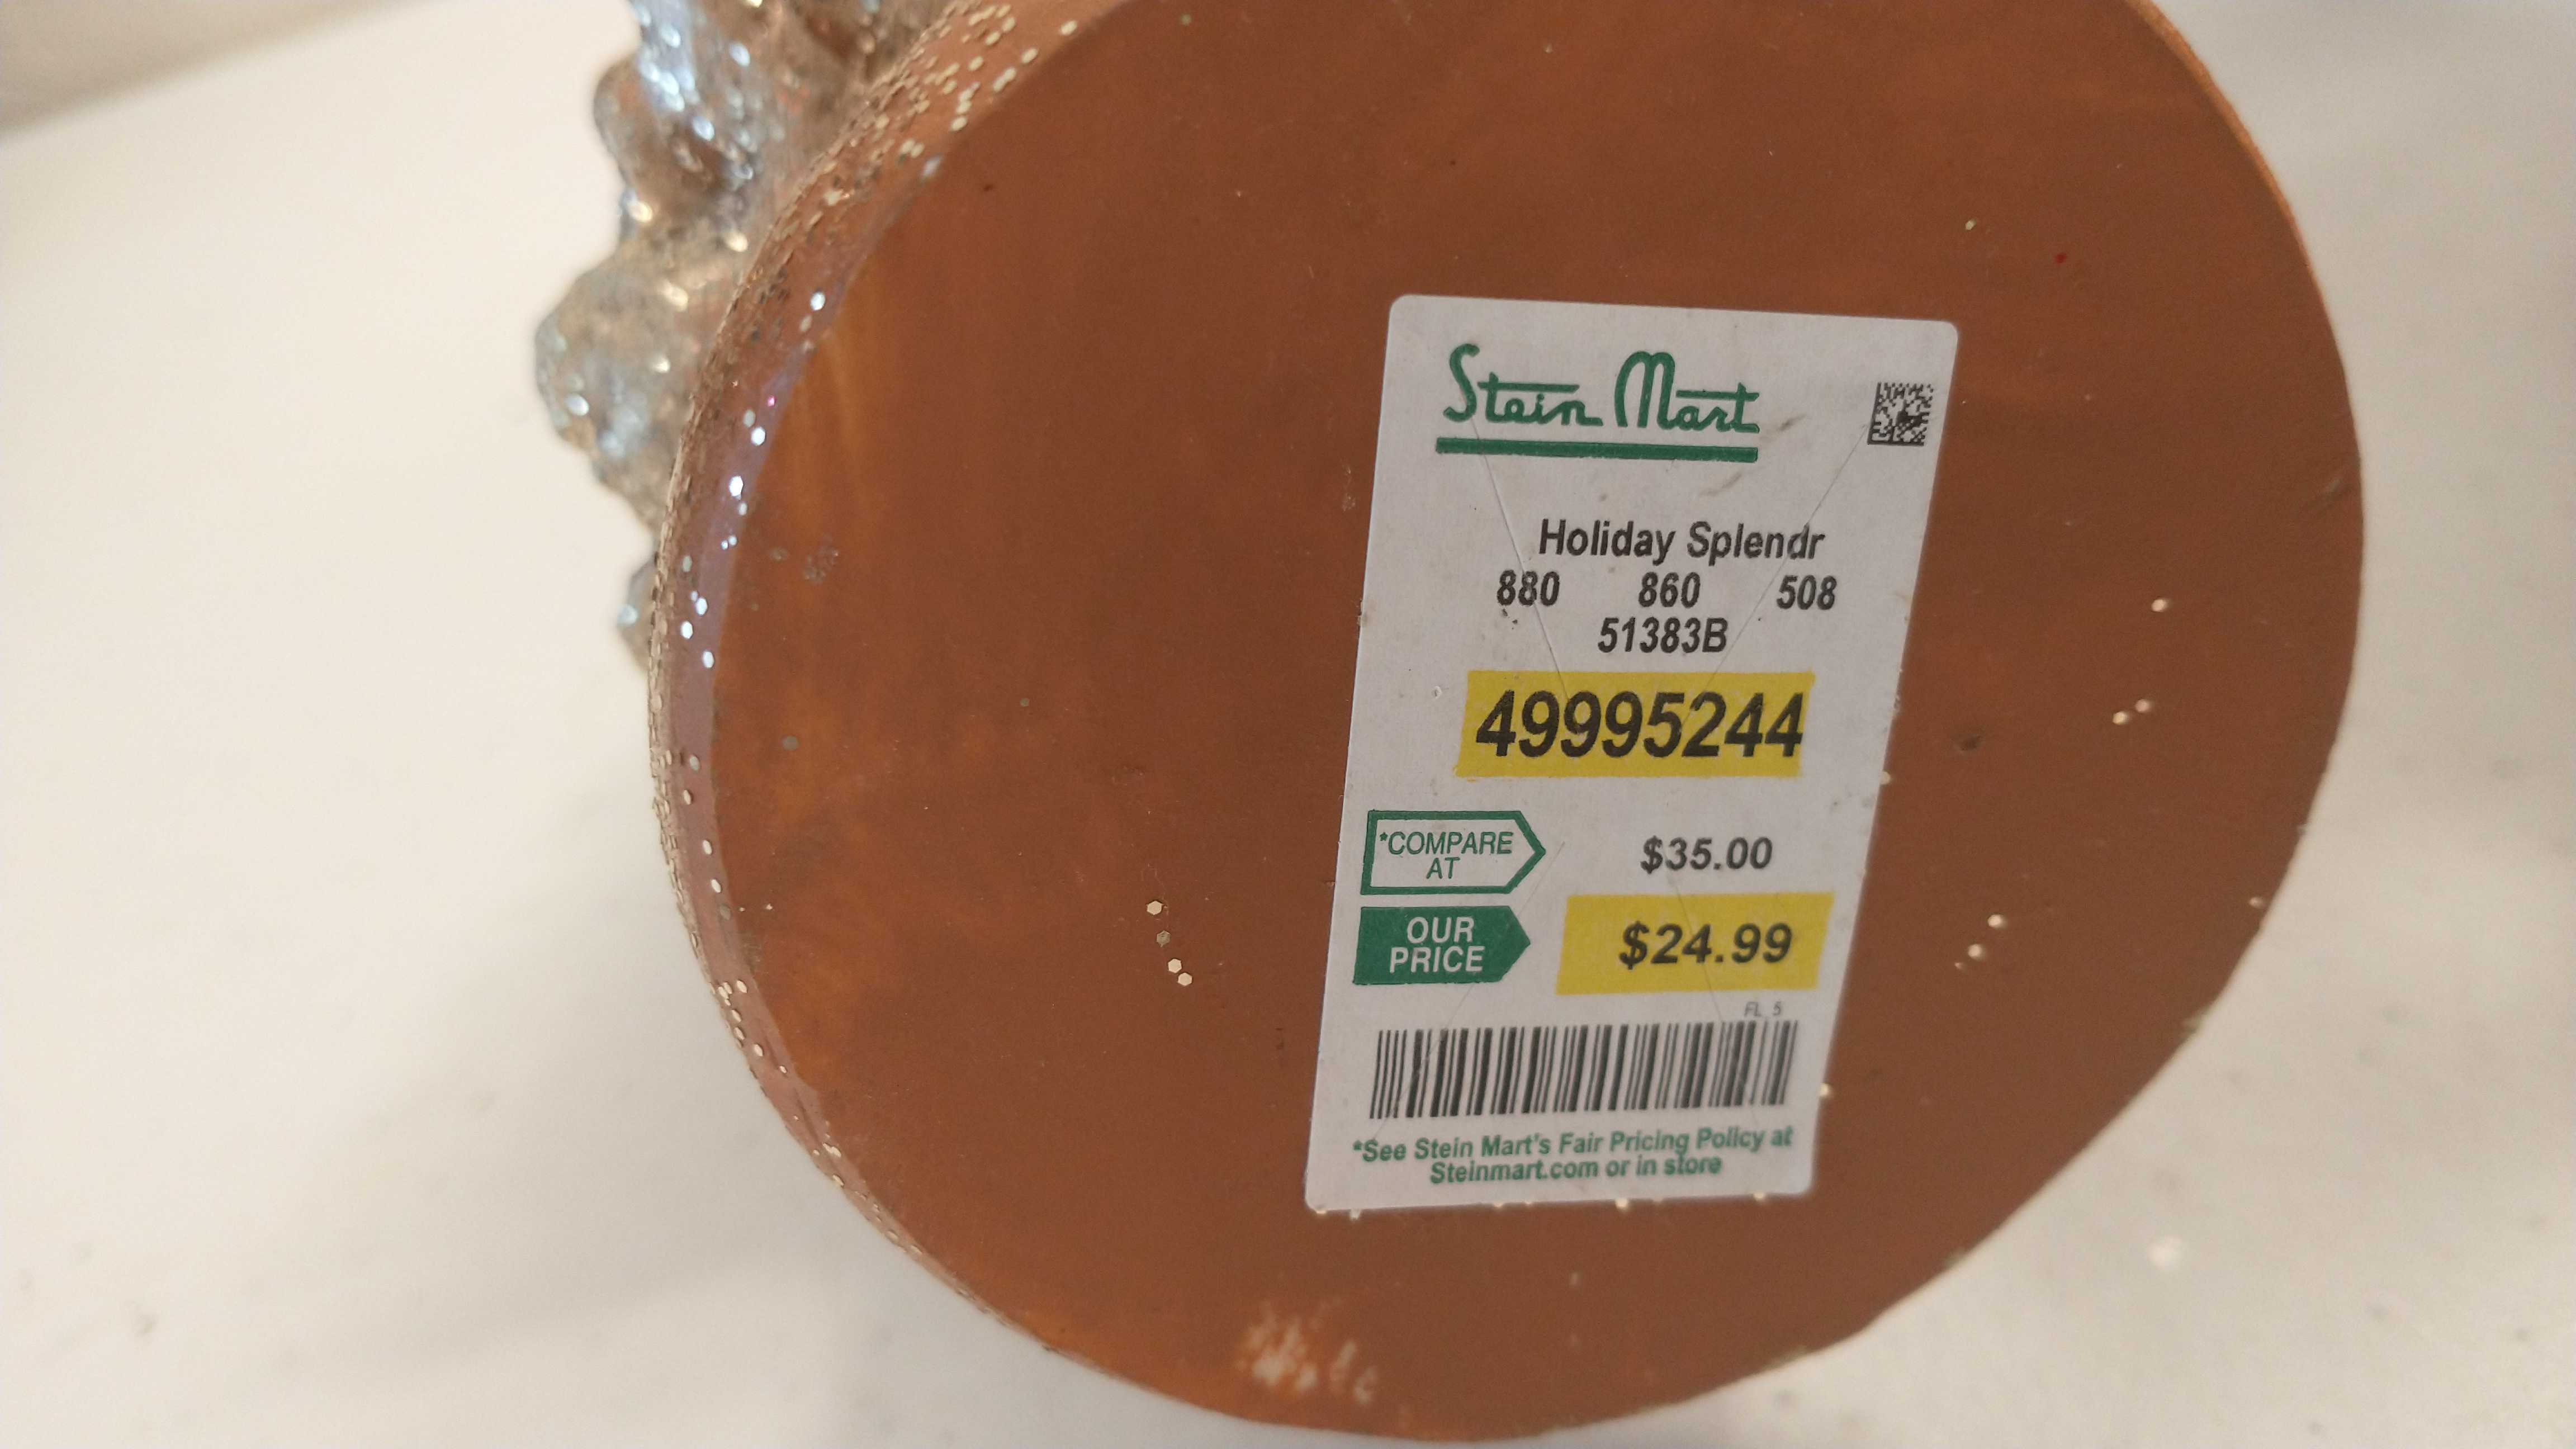 Stein Mart
Holiday Splendr
880 860 508
51383B
49995244
*COMPARE
AT
$35.00
OUR
PRICE
$24.99
FL 5
*See Stein Mart's Fair Pricing Policy at
Steinmart.com or in store